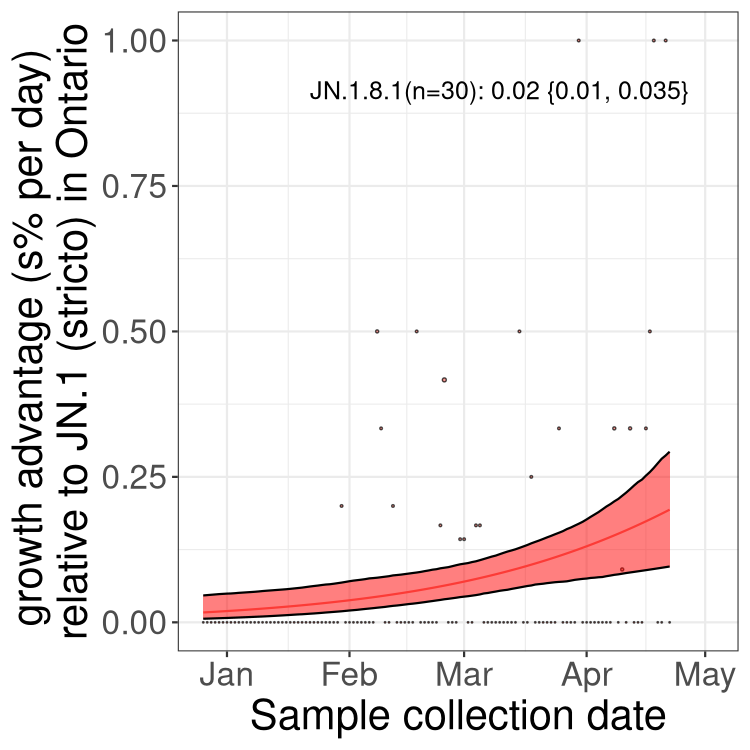 growth advantage (s% per day)
relative to JN.1 (stricto) in Ontario
1.00
0.75
0.50
0.25
0.00
JN.1.8.1(n=30): 0.02 {0.01, 0.035}
Jan Feb Mar Apr May
Sample collection date